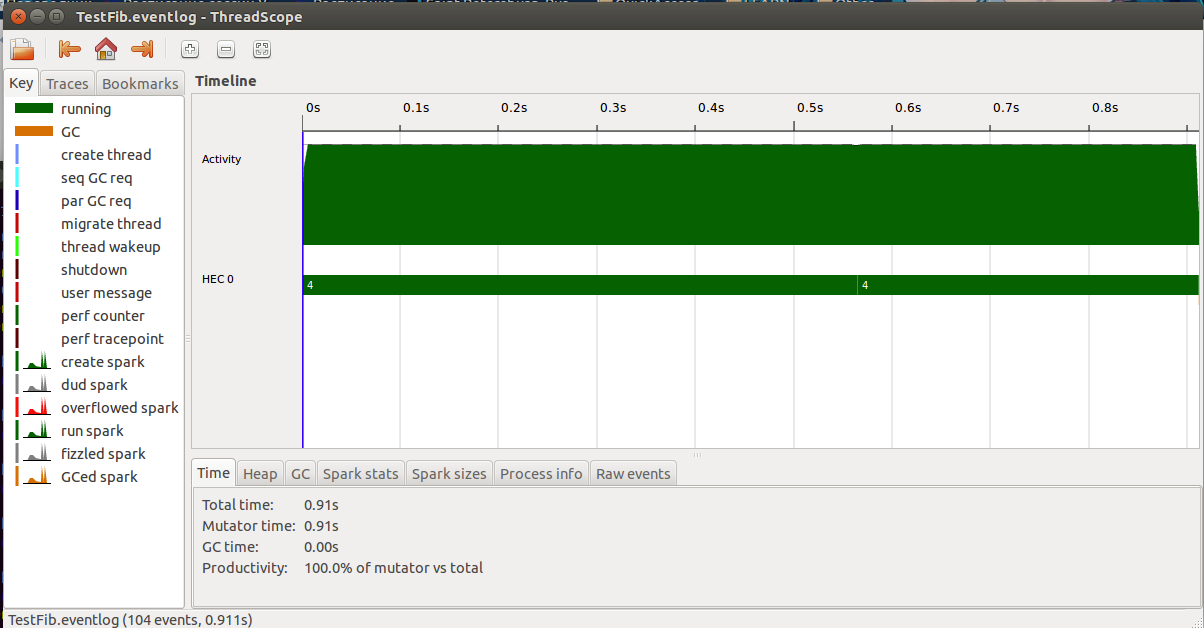 TestFib.eventlog - ThreadScope
Key Traces Bookmarks
running
GC
create thread
seq GC req
par GC req
migrate thread
thread wakeup
shutdown
user message
perf counter
perf tracepoint
create spark
dud spark
overflowed spark
run spark
fizzled spark
GCed spark
Timeline
0s 0.1s 0.2s 0.3s 0.4s 0.5s 0.6s 0.7s 0.8s
Activity
HEC 0
4 4
Time Heap GC Spark stats Spark sizes Process info Raw events
Total time: 0.91s
Mutator time: 0.91s
GC time: 0.00s
Productivity: 100.0% of mutator vs total
TestFib.eventlog (104 events, 0.911s)